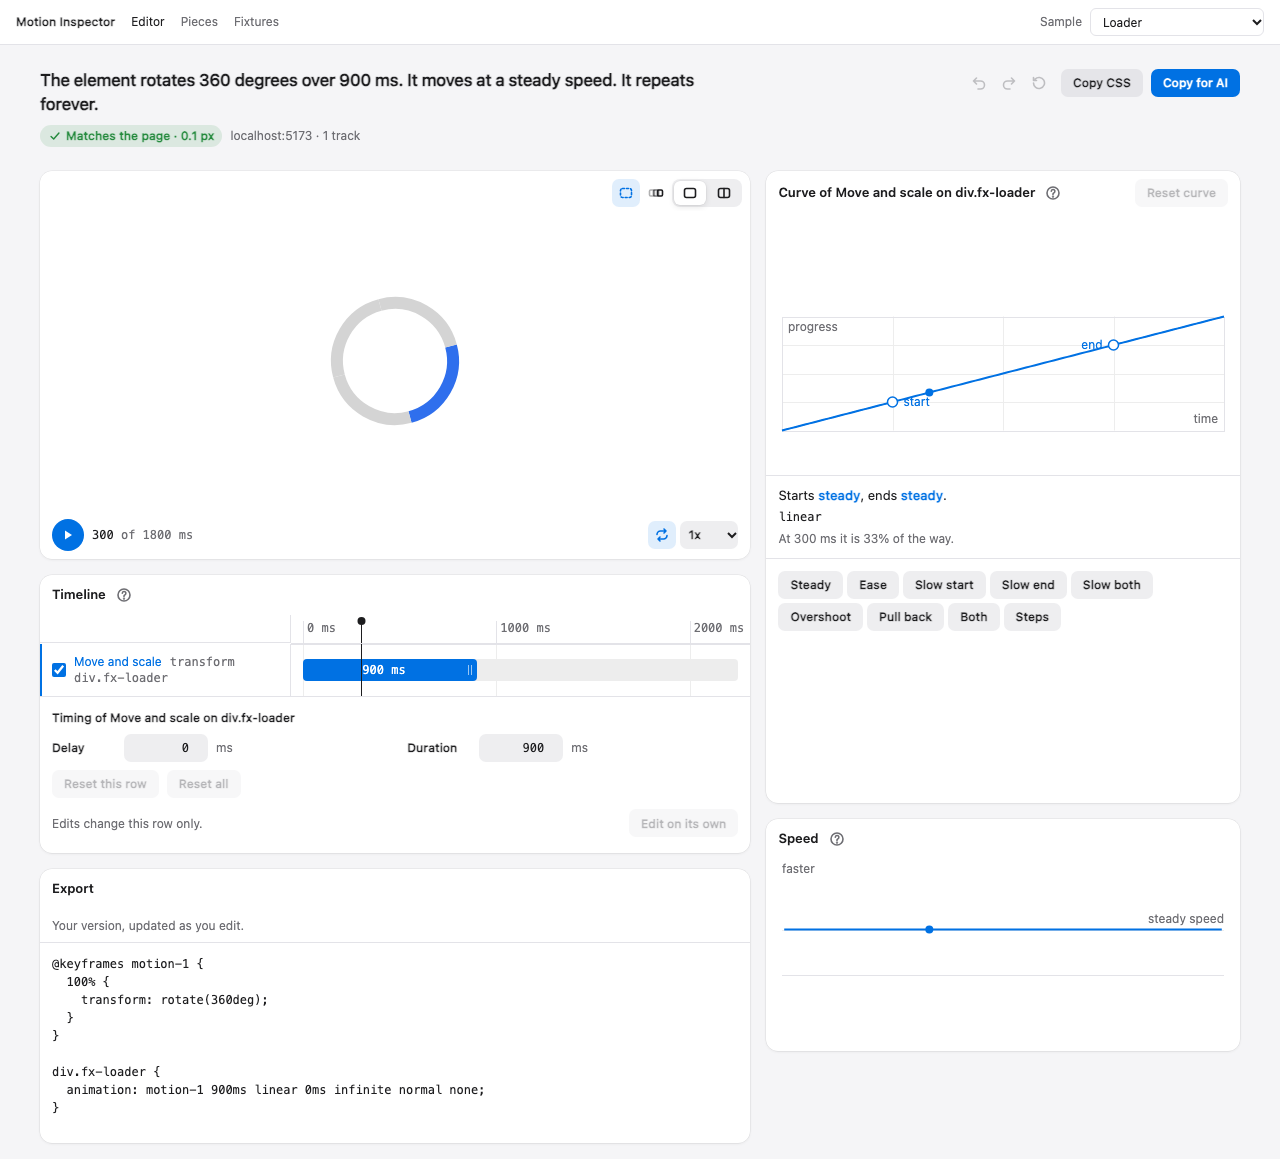 Motion Inspector Editor Pieces Fixtures Sample Loader
The element rotates 360 degrees over 900 ms. It moves at a steady speed. It repeats
forever.
Copy CSS Copy for AI
Matches the page · 0.1 px localhost:5173 · 1 track
300 of 1800 ms 1x
Curve of Move and scale on div.fx-loader Reset curve
progress
end
start
time
Starts steady, ends steady.
linear
At 300 ms it is 33% of the way.
Steady Ease Slow start Slow end Slow both
Overshoot Pull back Both Steps
Timeline
0 ms 1000 ms 2000 ms
Move and scale transform
div.fx-loader
900 ms
Timing of Move and scale on div.fx-loader
Delay 0 ms Duration 900 ms
Reset this row Reset all
Edits change this row only. Edit on its own
Speed
faster
steady speed
Export
Your version, updated as you edit.
@keyframes motion-1 {
100% {
transform: rotate(360deg);
}
}
div.fx-loader {
animation: motion-1 900ms linear 0ms infinite normal none;
}